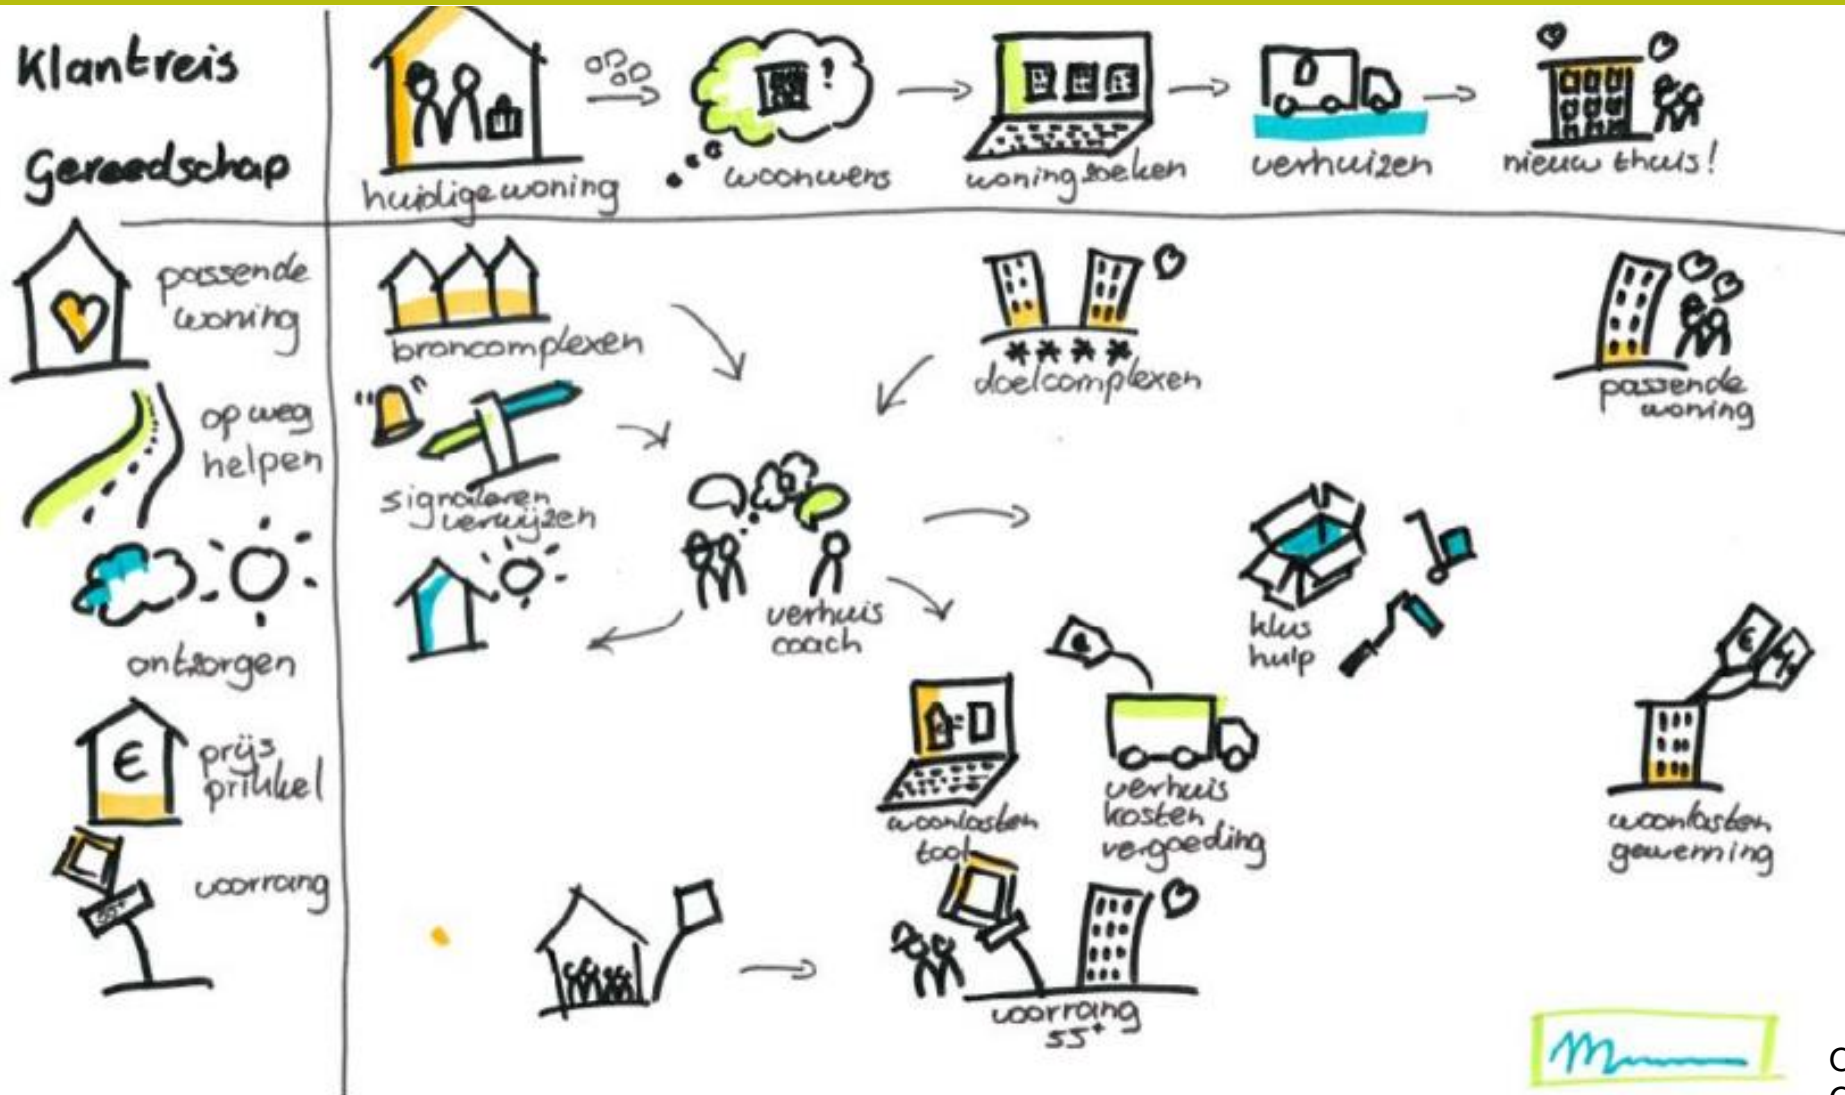 Klantreis
Gereedschap
huidige woning
!
woonwens
woning zoeken
verhuizen
nieuw thuis!
passende
woning
broncomplexen
doelcomplexen
passende
woning
op weg
helpen
signaleren
verwijzen
verhuis
coach
klus
hulp
ontzorgen
€
prijs
prikkel
€
=
woonlasten
tool
verhuis
kosten
vergoeding
€
woonlasten
gewenning
55+
voorrang
voorrang
55+